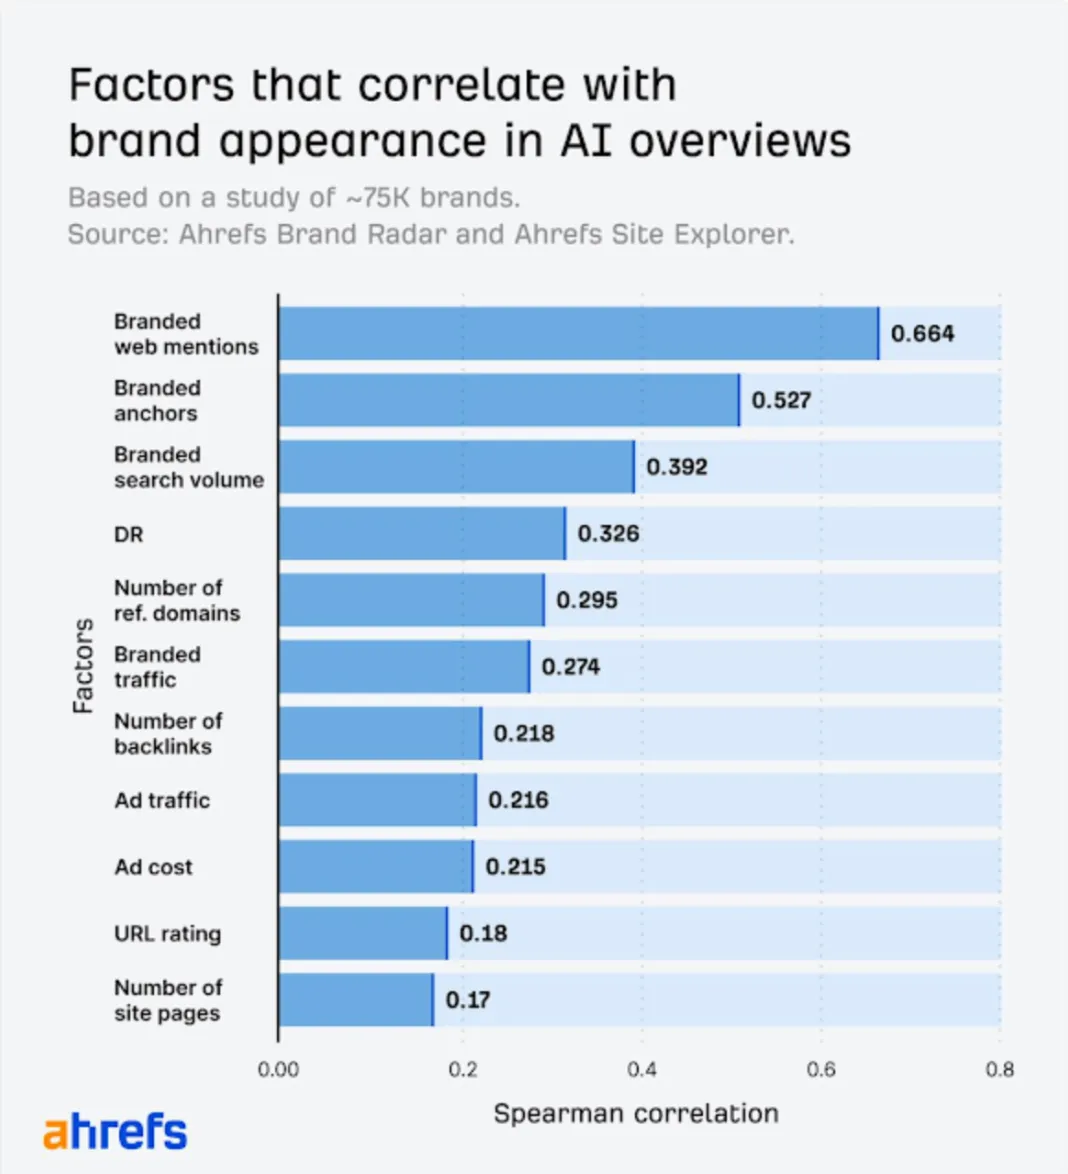 Factors that correlate with
brand appearance in AI overviews
Based on a study of ~75K brands.
Source: Ahrefs Brand Radar and Ahrefs Site Explorer.
Branded
web mentions
0.664
Branded
anchors
0.527
Branded
search volume
0.392
DR
0.326
Number of
ref. domains
0.295
Branded
traffic
0.274
Number of
backlinks
0.218
Ad traffic
0.216
Ad cost
0.215
URL rating
0.18
Number of
site pages
0.17
Factors
0.00 0.2 0.4 0.6 0.8
Spearman correlation
ahrefs